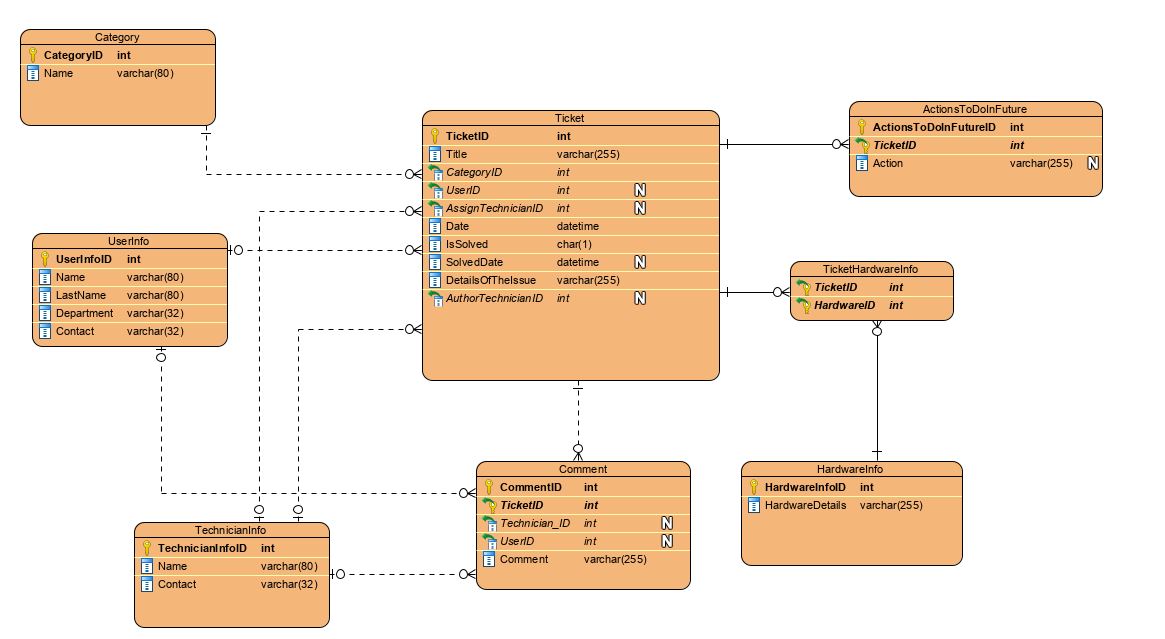 Category
CategoryID int
Name varchar(80)
Ticket
TicketID int
Title varchar(255)
CategoryID int
UserID int N
AssignTechnicianID int N
Date datetime
IsSolved char(1)
SolvedDate datetime N
DetailsOfTheIssue varchar(255)
AuthorTechnicianID int N
ActionsToDoInFuture
ActionsToDoInFutureID int
TicketID int
Action varchar(255) N
UserInfo
UserInfoID int
Name varchar(80)
LastName varchar(80)
Department varchar(32)
Contact varchar(32)
TicketHardwareInfo
TicketID int
HardwareID int
Comment
CommentID int
TicketID int
Technician_ID int N
UserID int N
Comment varchar(255)
HardwareInfo
HardwareInfoID int
HardwareDetails varchar(255)
TechnicianInfo
TechnicianInfoID int
Name varchar(80)
Contact varchar(32)